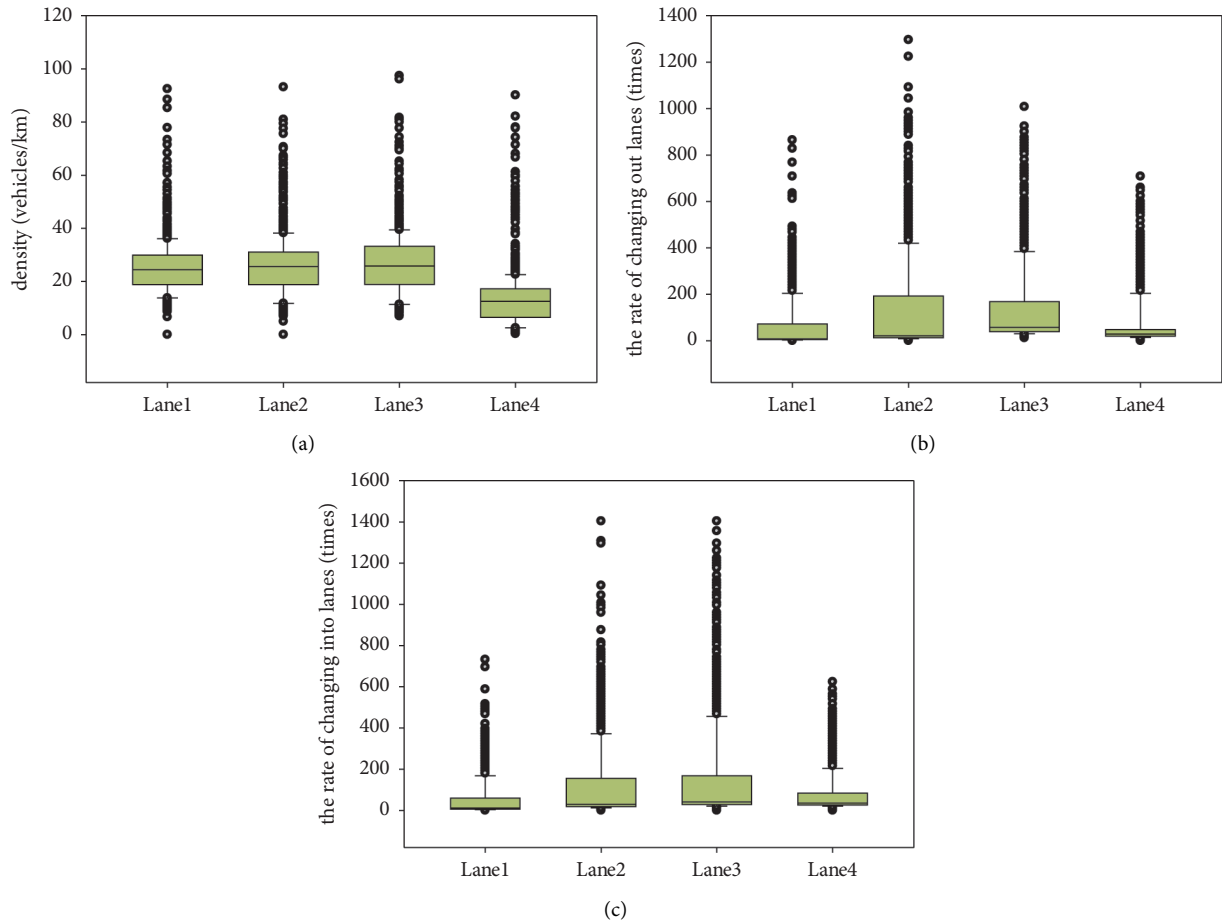 density (vehicles/km)
120
100
80
60
40
20
0
Lane1 Lane2 Lane3 Lane4
(a)
the rate of changing out lanes (times)
1400
1200
1000
800
600
400
200
0
Lane1 Lane2 Lane3 Lane4
(b)
the rate of changing into lanes (times)
1600
1400
1200
1000
800
600
400
200
0
Lane1 Lane2 Lane3 Lane4
(c)